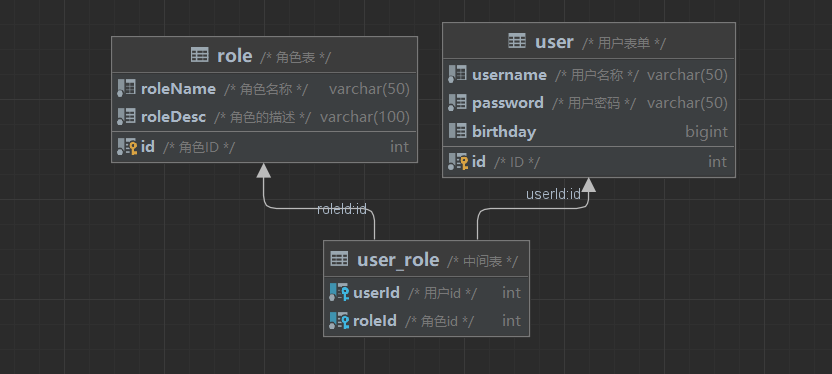 role /* 角色表 */
roleName /* 角色名称 */ varchar(50)
roleDesc /* 角色的描述 */ varchar(100)
id /* 角色ID */ int
user /* 用户表单 */
username /* 用户名称 */ varchar(50)
password /* 用户密码 */ varchar(50)
birthday bigint
id /* ID */ int
roleId:id
userId:id
user_role /* 中间表 */
userId /* 用户id */ int
roleId /* 角色id */ int